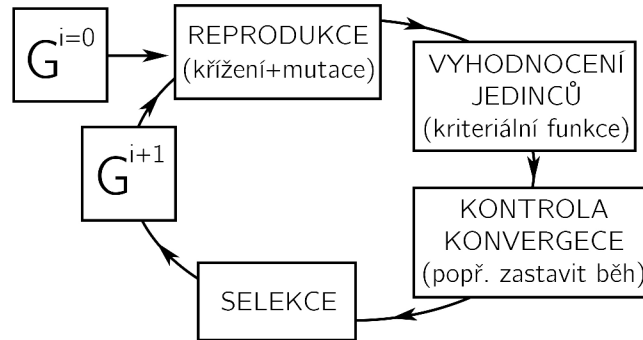 G^{i=0}
REPRODUKCE
(křížení+mutace)
VYHODNOCENÍ
JEDINCŮ
(kriteriální funkce)
KONTROLA
KONVERGECE
(popř. zastavit běh)
SELEKCE
G^{i+1}